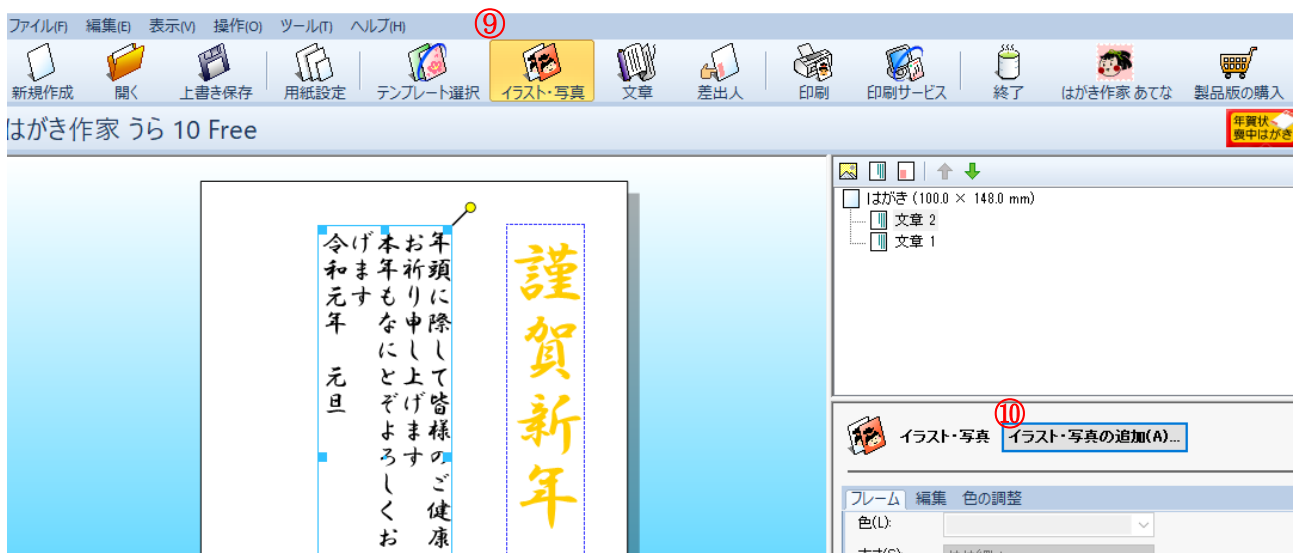 ファイル(F) 編集(E) 表示(V) 操作(O) ツール(T) ヘルプ(H)
⑨
新規作成 開く 上書き保存 用紙設定 テンプレート選択 イラスト・写真 文章 差出人 印刷 印刷サービス 終了 はがき作家 あてな 製品版の購入
はがき作家 うら 10 Free
年賀状
喪中はがき
謹賀新年
年頭に際して皆様のご健康
お祈り申し上げます
本年もなにとぞよろしくお
げます
令和元年 元旦
はがき (100.0 × 148.0 mm)
文章 2
文章 1
⑩
イラスト・写真 イラスト・写真の追加(A)...
フレーム 編集 色の調整
色(L):